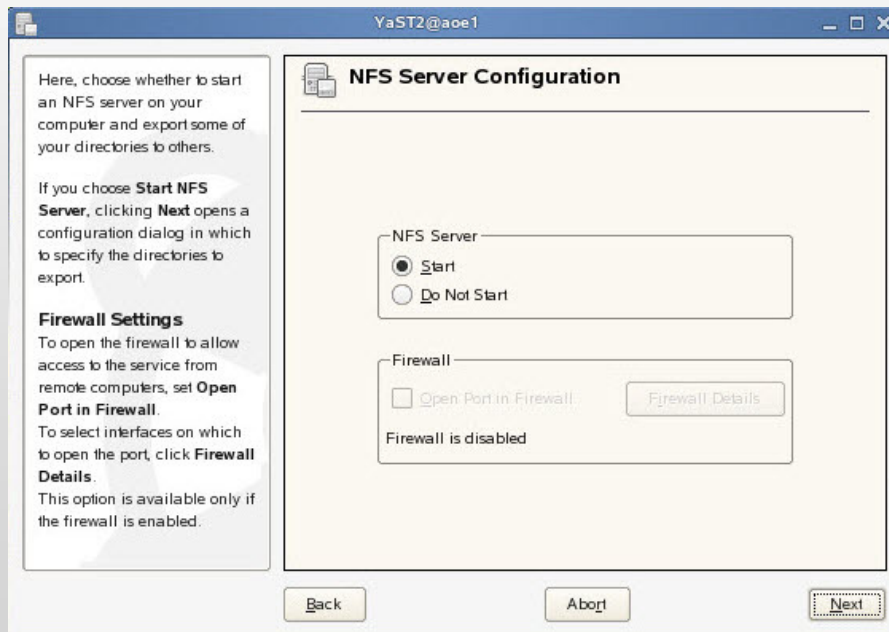 YaST2@aoe1
Here, choose whether to start
an NFS server on your
computer and export some of
your directories to others.
If you choose Start NFS
Server, clicking Next opens a
configuration dialog in which
to specify the directories to
export.
Firewall Settings
To open the firewall to allow
access to the service from
remote computers, set Open
Port in Firewall.
To select interfaces on which
to open the port, click Firewall
Details.
This option is available only if
the firewall is enabled.
NFS Server Configuration
NFS Server
Start
Do Not Start
Firewall
Open Port in Firewall
Firewall Details
Firewall is disabled
Back
Abort
Next